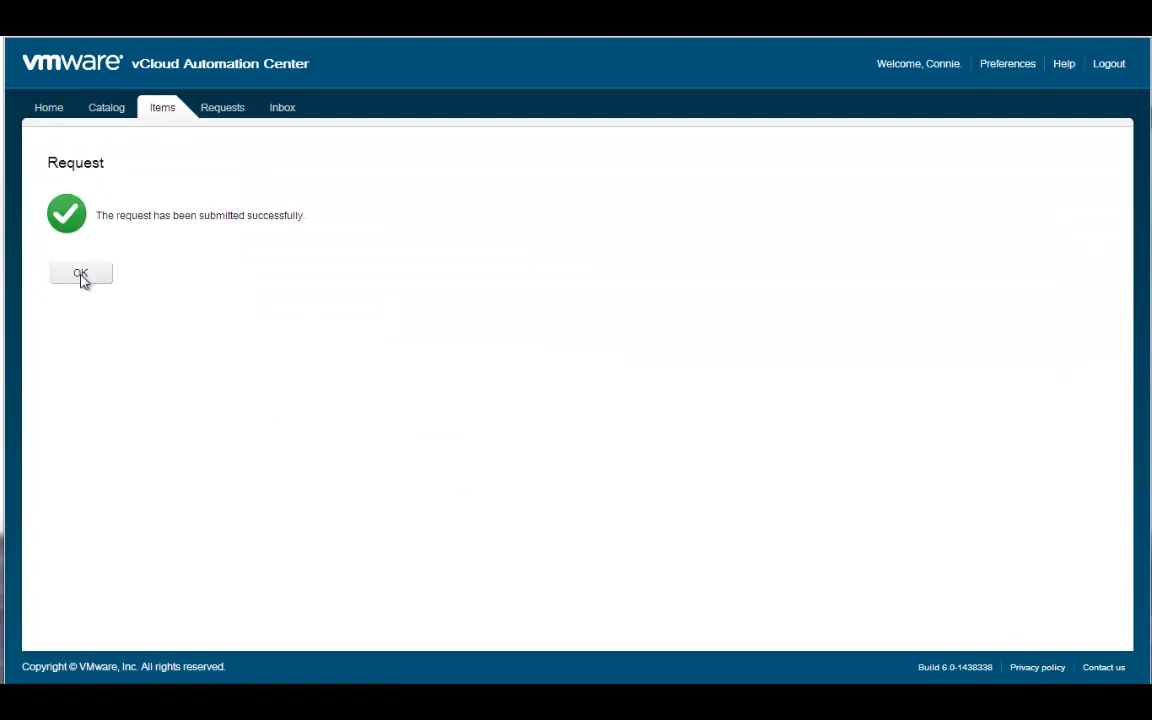 vmware® vCloud Automation Center
Welcome, Connie. Preferences Help Logout
Home Catalog Items Requests Inbox
Request
The request has been submitted successfully.
OK
Copyright © VMware, Inc. All rights reserved.
Build 6.0-1438338 Privacy policy Contact us